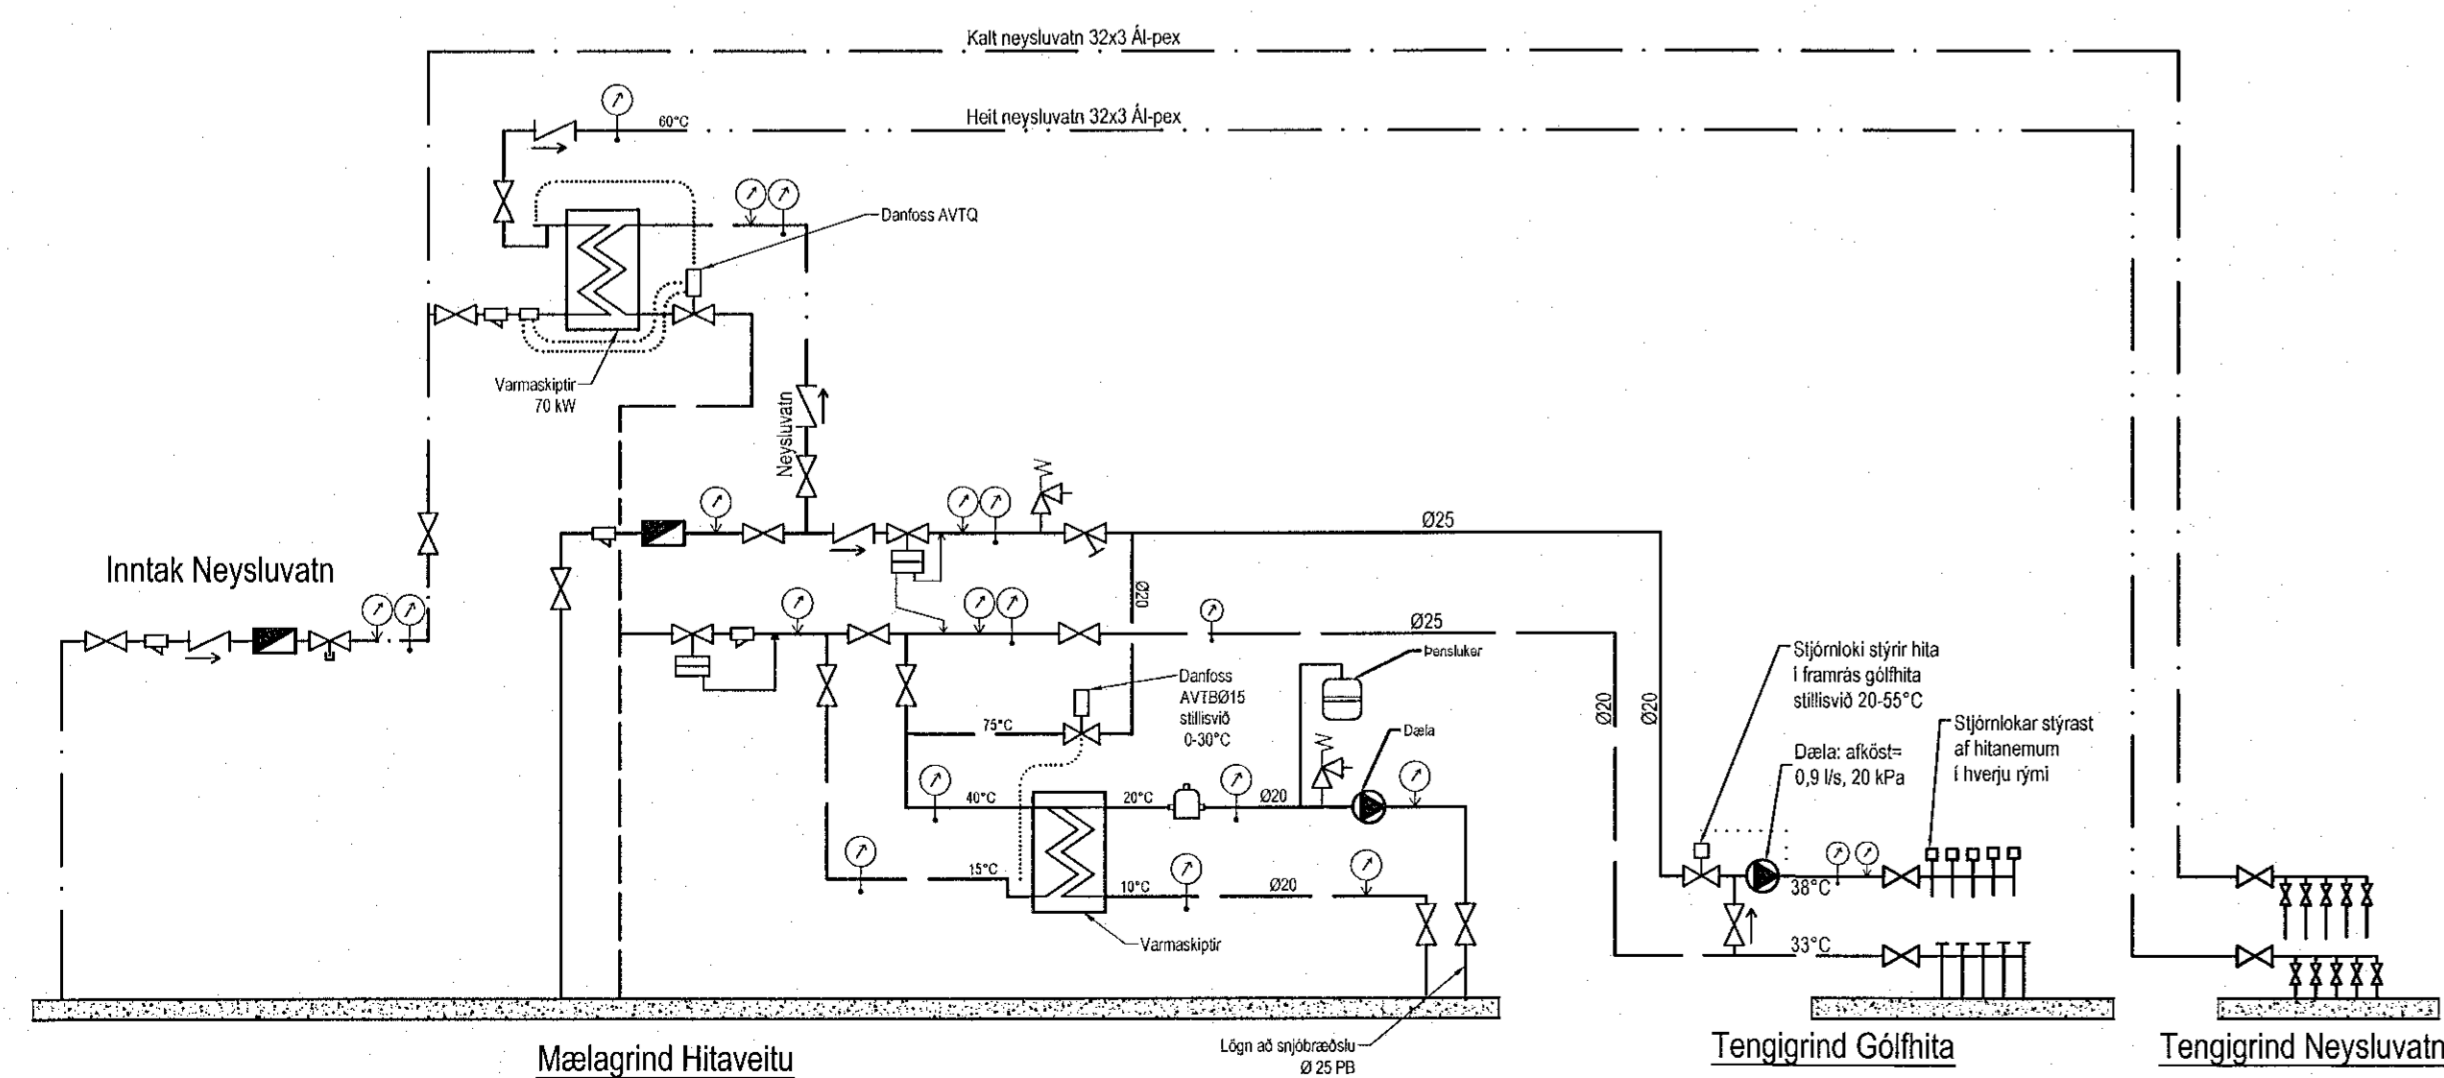 Kalt neysluvatn 32x3 Ál-pex
60°C
Heit neysluvatn 32x3 Ál-pex
Danfoss AVTQ
Varmaskiptir
70 kW
Neysluvatn
Ø25
Inntak Neysluvatn
Ø20
Ø25
Þensluker
Danfoss
AVTBØ15
stillisvið
0-30°C
75°C
Dæla
Ø20
Ø20
Stjórnloki stýrir hita
í framrás gólfhita
stillisvið 20-55°C
Dæla: afköst=
0,9 l/s, 20 kPa
Stjórnlokar stýrast
af hitanemum
í hverju rými
40°C
20°C
Ø20
15°C
10°C
Ø20
38°C
Varmaskiptir
33°C
Mælagrind Hitaveitu
Lögn að snjóbræðslu
Ø 25 PB
Tengigrind Gólfhita
Tengigrind Neysluvatn